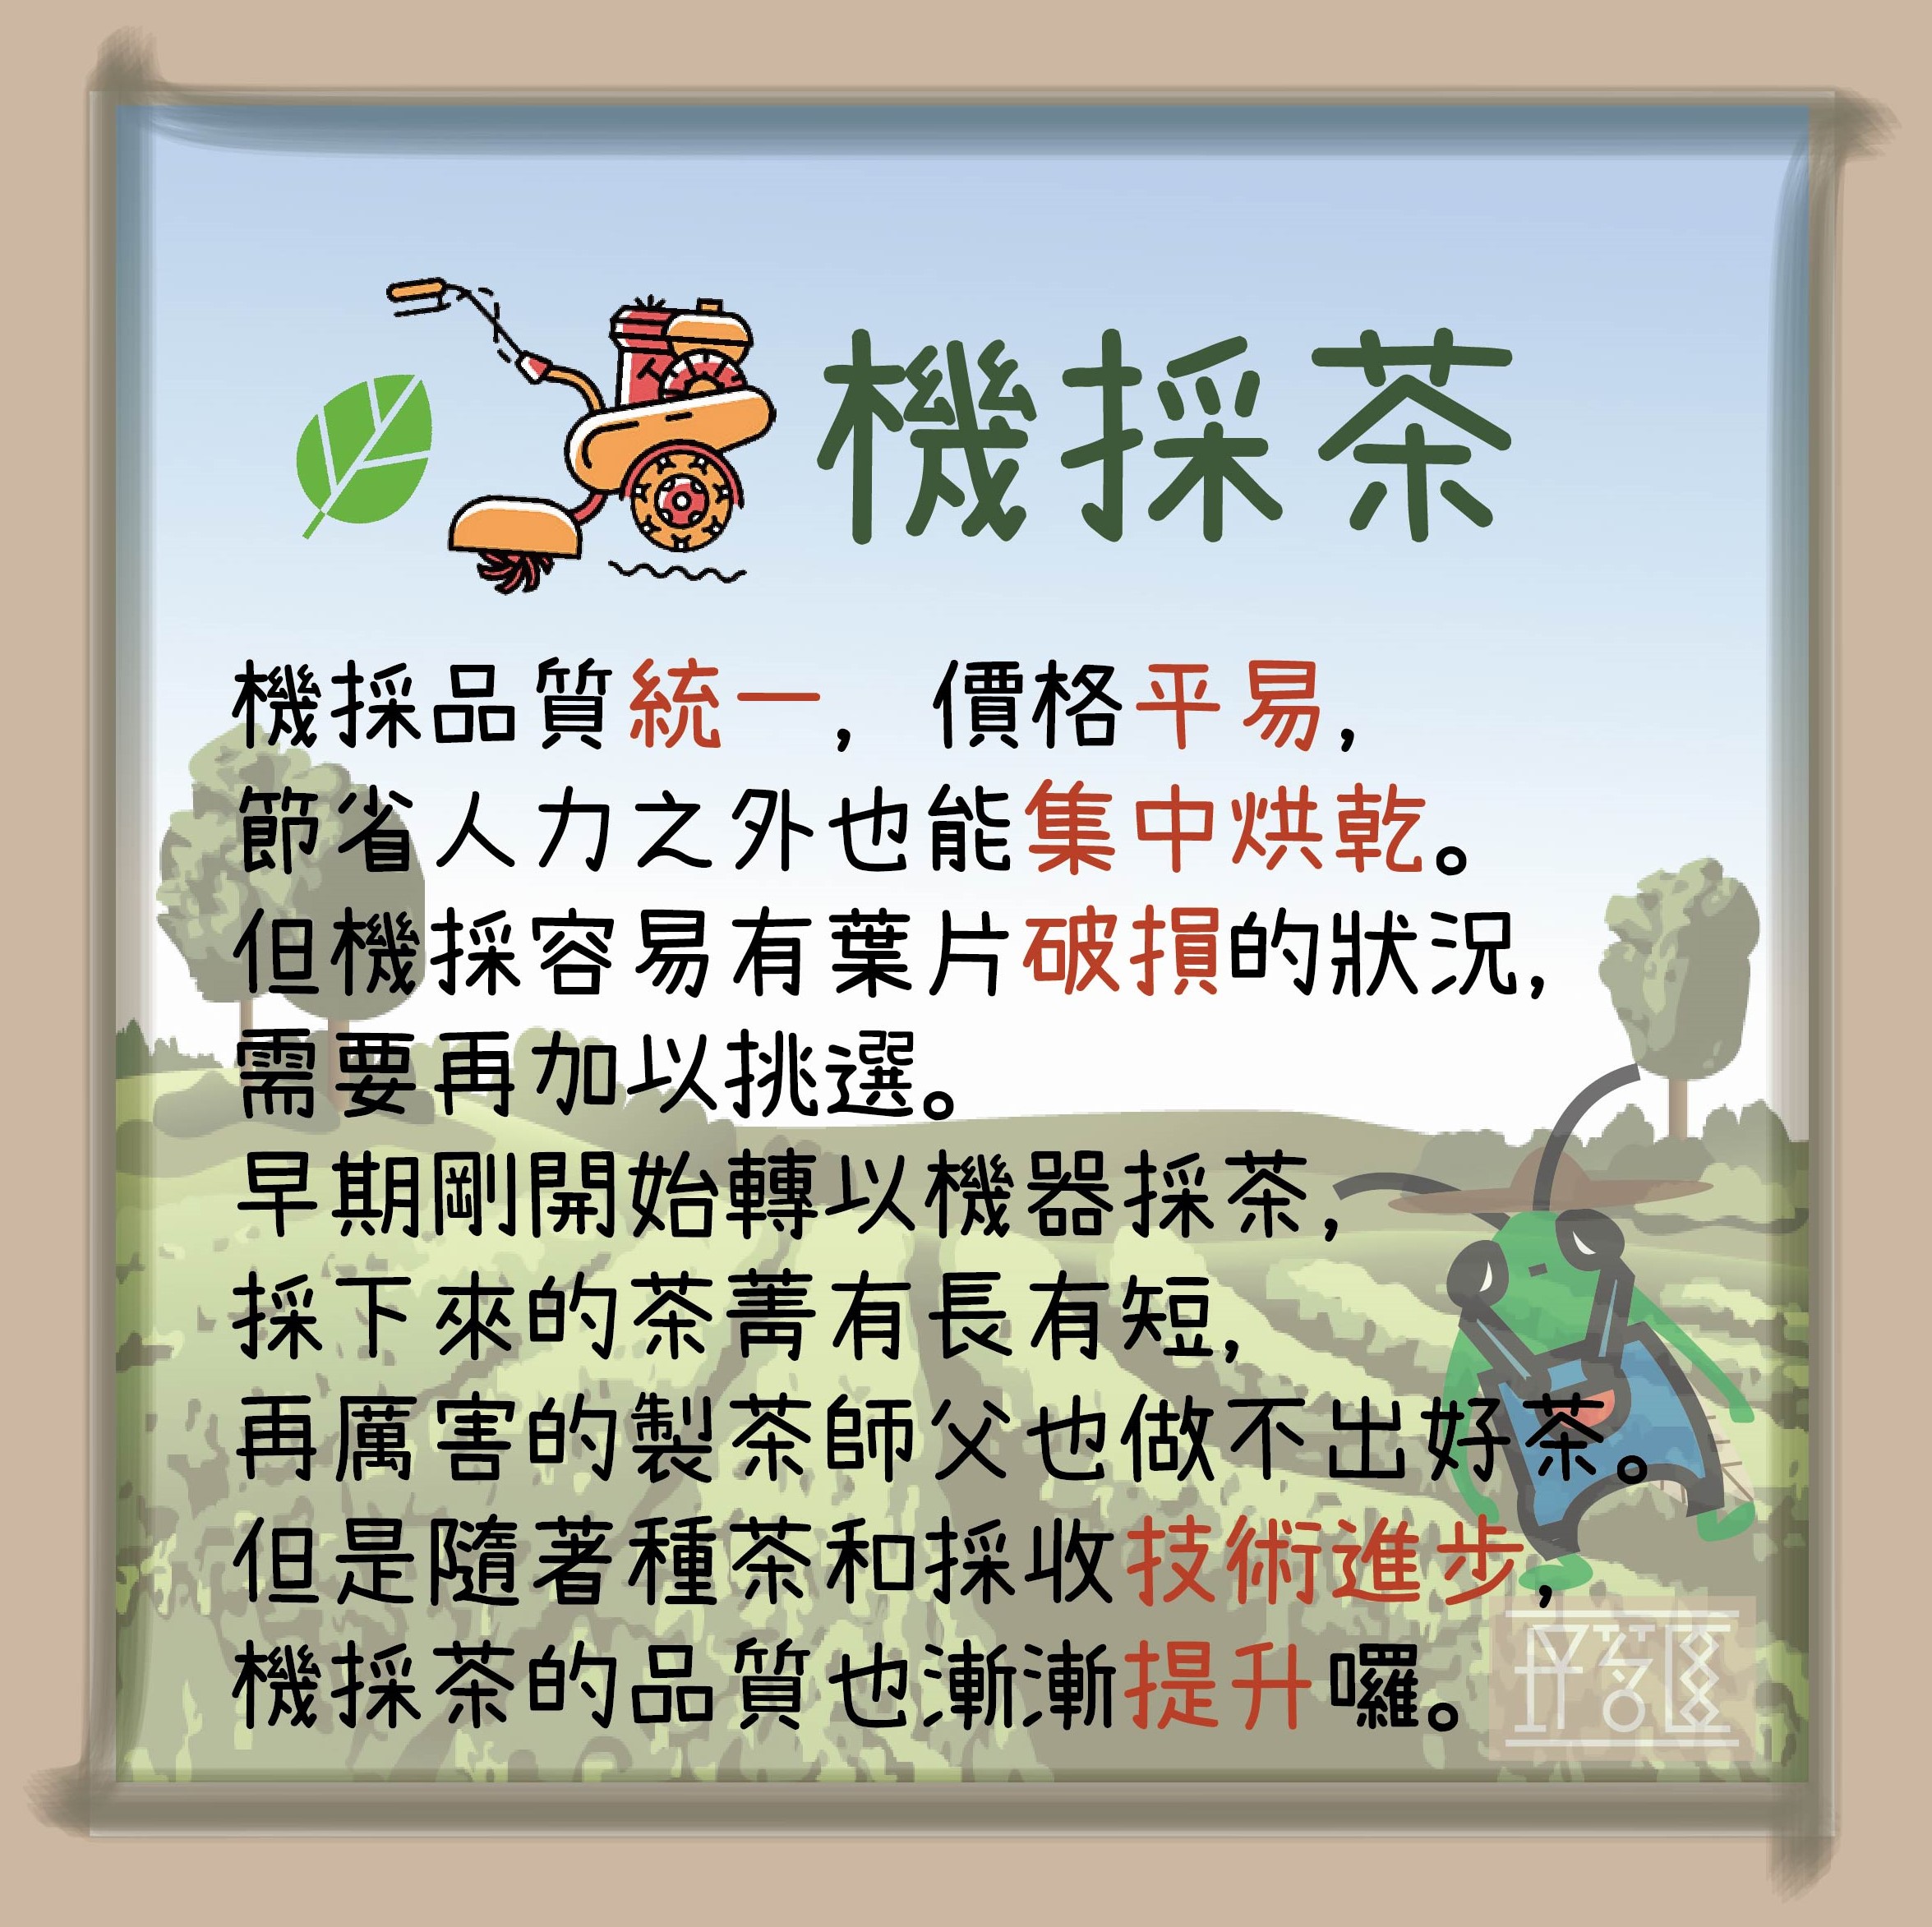 機採茶
機採品質統一，價格平易，
節省人力之外也能集中烘乾。
但機採容易有葉片破損的狀況，
需要再加以挑選。
早期剛開始轉以機器採茶，
採下來的茶菁有長有短，
再厲害的製茶師父也做不出好茶。
但是隨著種茶和採收技術進步，
機採茶的品質也漸漸提升囉。